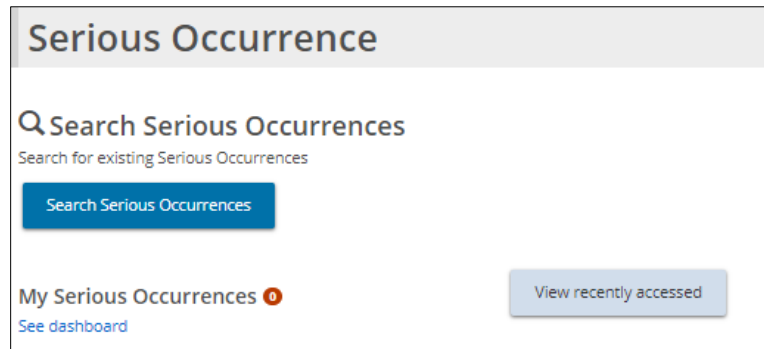 Serious Occurrence
Search Serious Occurrences
Search for existing Serious Occurrences
Search Serious Occurrences
My Serious Occurrences 0
View recently accessed
See dashboard